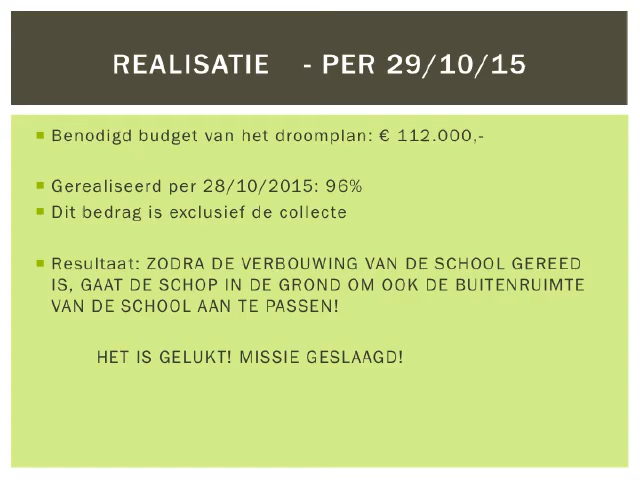 REALISATIE - PER 29/10/15
Benodigd budget van het droomplan: € 112.000,-
Gerealiseerd per 28/10/2015: 96%
Dit bedrag is exclusief de collecte
Resultaat: ZODRA DE VERBOUWING VAN DE SCHOOL GEREED
IS, GAAT DE SCHOP IN DE GROND OM OOK DE BUITENRUIMTE
VAN DE SCHOOL AAN TE PASSEN!
HET IS GELUKT! MISSIE GESLAAGD!